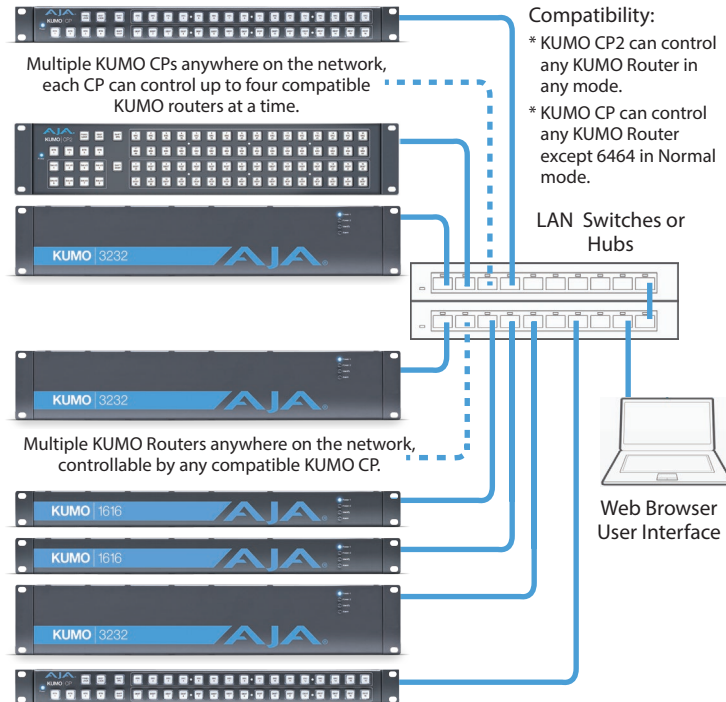 AJA
KUMO CP
Multiple KUMO CPs anywhere on the network,
each CP can control up to four compatible
KUMO routers at a time.
Compatibility:
* KUMO CP2 can control
any KUMO Router in
any mode.
* KUMO CP can control
any KUMO Router
except 6464 in Normal
mode.
AJA
KUMO CP2
LAN Switches or
Hubs
KUMO 3232
AJA
KUMO 3232
AJA
Multiple KUMO Routers anywhere on the network,
controllable by any compatible KUMO CP.
Web Browser
User Interface
KUMO 1616
AJA
KUMO 1616
AJA
KUMO 3232
AJA
AJA
KUMO CP